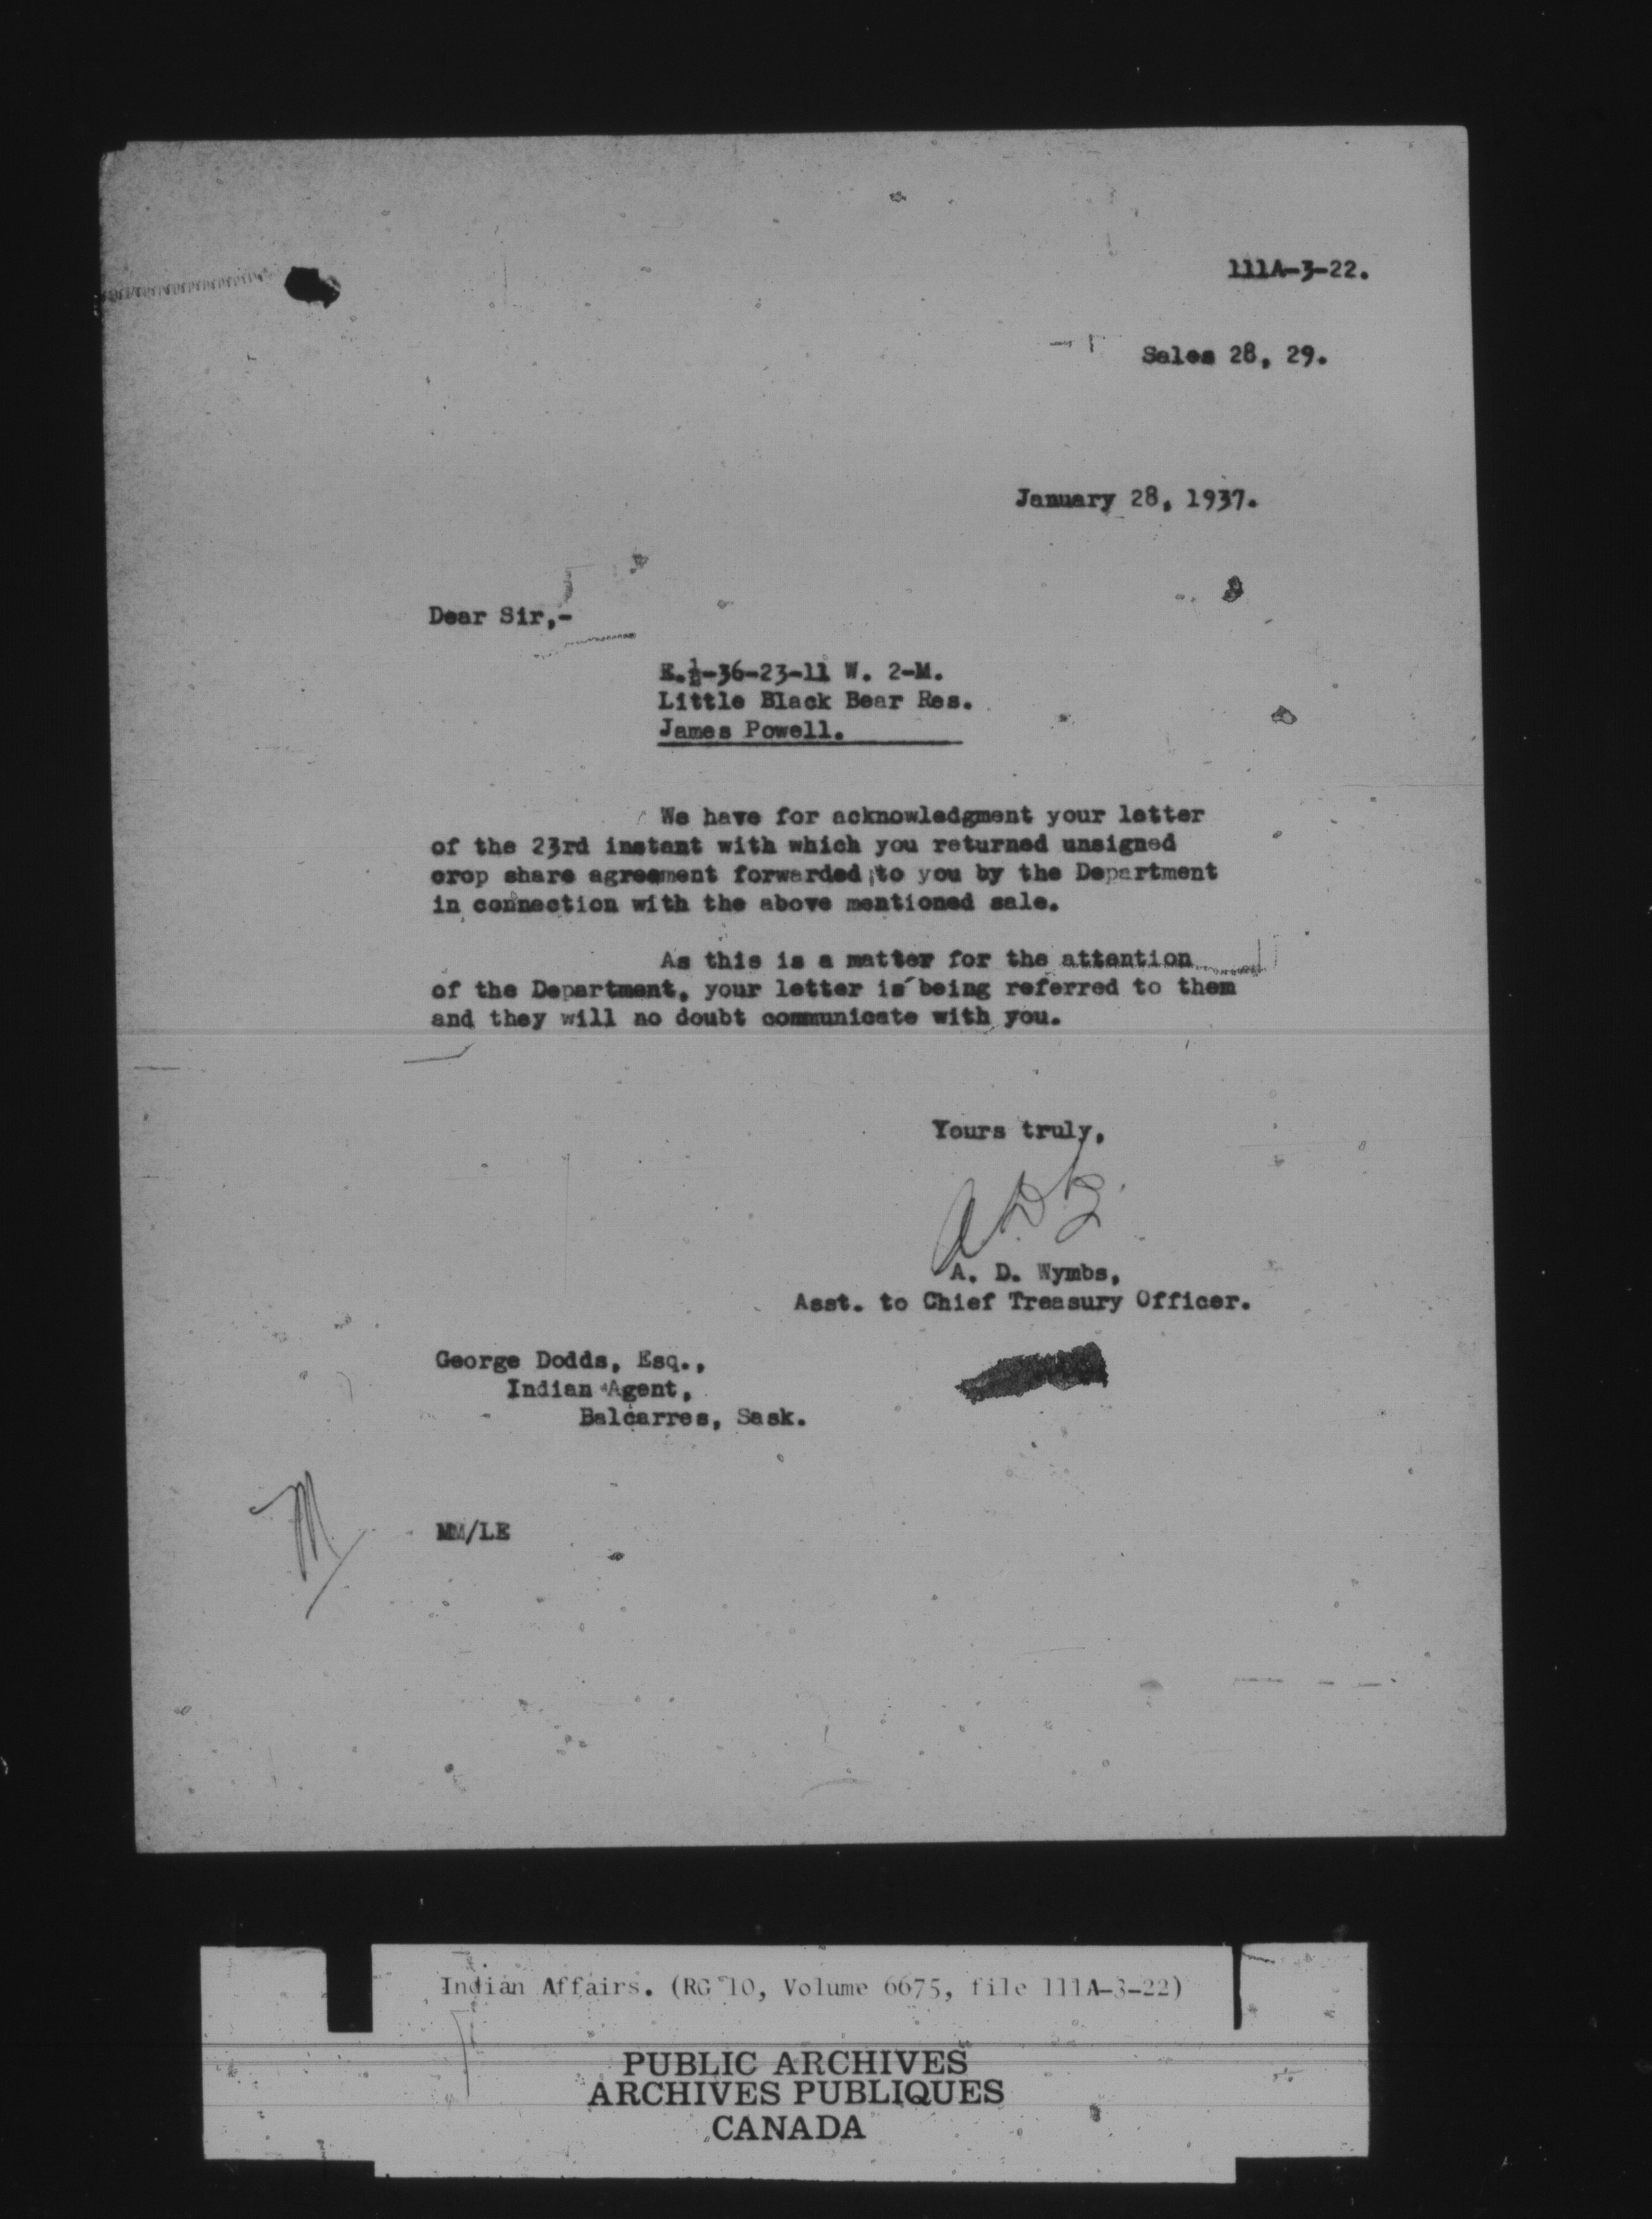 111A-3-22.
Sales 28, 29.
January 28, 1937.
Dear Sir,-
E.½-36-23-11 W. 2-M.
Little Black Bear Res.
James Powell.
We have for acknowledgment your letter
of the 23rd instant with which you returned unsigned
crop share agreement forwarded to you by the Department
in connection with the above mentioned sale.
As this is a matter for the attention
of the Department, your letter is being referred to them
and they will no doubt communicate with you.
Yours truly,
A. D. Wymbs,
Asst. to Chief Treasury Officer.
George Dodds, Esq.,
Indian Agent,
Balcarres, Sask.
M
MM/LE
Indian Affairs. (RG 10, Volume 6675, file 111A-3-22)
PUBLIC ARCHIVES
ARCHIVES PUBLIQUES
CANADA